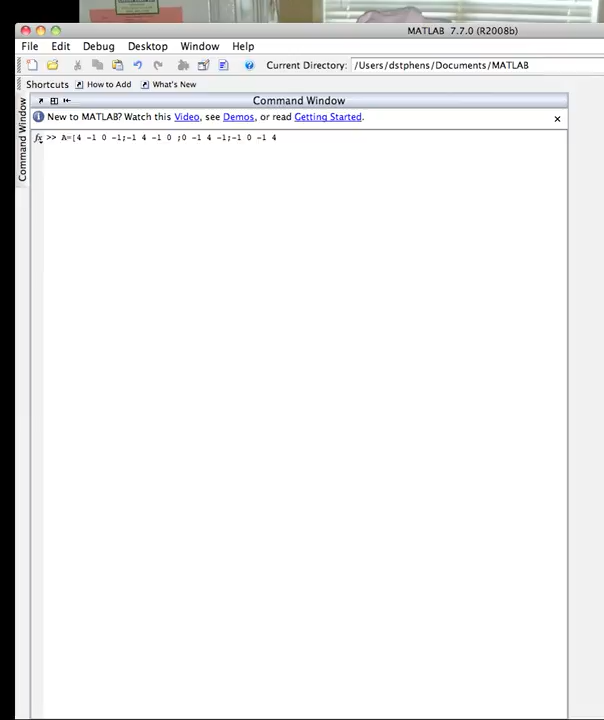 MATLAB 7.7.0 (R2008b)
File Edit Debug Desktop Window Help
Current Directory: /Users/dstphens/Documents/MATLAB
Shortcuts How to Add What's New
Command Window
Command Window
New to MATLAB? Watch this Video, see Demos, or read Getting Started.
fx >> A=[4 -1 0 -1;-1 4 -1 0 ;0 -1 4 -1;-1 0 -1 4